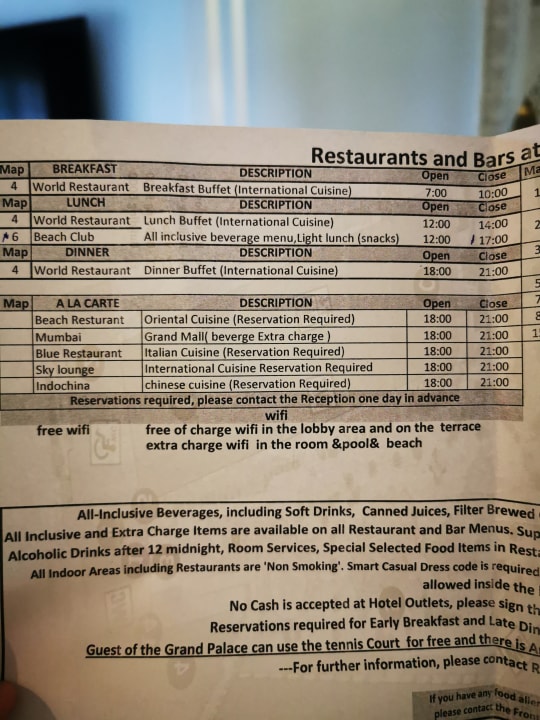 Restaurants and Bars at
Map BREAKFAST DESCRIPTION Open Close Ma
4 World Restaurant Breakfast Buffet (International Cuisine) 7:00 10:00
Map LUNCH DESCRIPTION Open Close
4 World Restaurant Lunch Buffet (International Cuisine) 12:00 14:00
6 Beach Club All inclusive beverage menu,Light lunch (snacks) 12:00 17:00
Map DINNER DESCRIPTION Open Close
4 World Restaurant Dinner Buffet (International Cuisine) 18:00 21:00
Map A LA CARTE DESCRIPTION Open Close
Beach Resturant Oriental Cuisine (Reservation Required) 18:00 21:00
Mumbai Grand Mall( beverge Extra charge ) 18:00 21:00
Blue Restaurant Italian Cuisine (Reservation Required) 18:00 21:00
Sky lounge International Cuisine Reservation Required 18:00 21:00
Indochina chinese cuisine (Reservation Required) 18:00 21:00
Reservations required, please contact the Reception one day in advance
wifi
free wifi free of charge wifi in the lobby area and on the terrace
extra charge wifi in the room &pool& beach
All-Inclusive Beverages, including Soft Drinks, Canned Juices, Filter Brewed
All Inclusive and Extra Charge Items are available on all Restaurant and Bar Menus. Sup
Alcoholic Drinks after 12 midnight, Room Services, Special Selected Food Items in Resta
All Indoor Areas including Restaurants are 'Non Smoking'. Smart Casual Dress code is required
allowed inside the
No Cash is accepted at Hotel Outlets, please sign th
Reservations required for Early Breakfast and Late Din
Guest of the Grand Palace can use the tennis Court for free and there is A
---For further information, please contact R
If you have any food aller
please contact the Fron